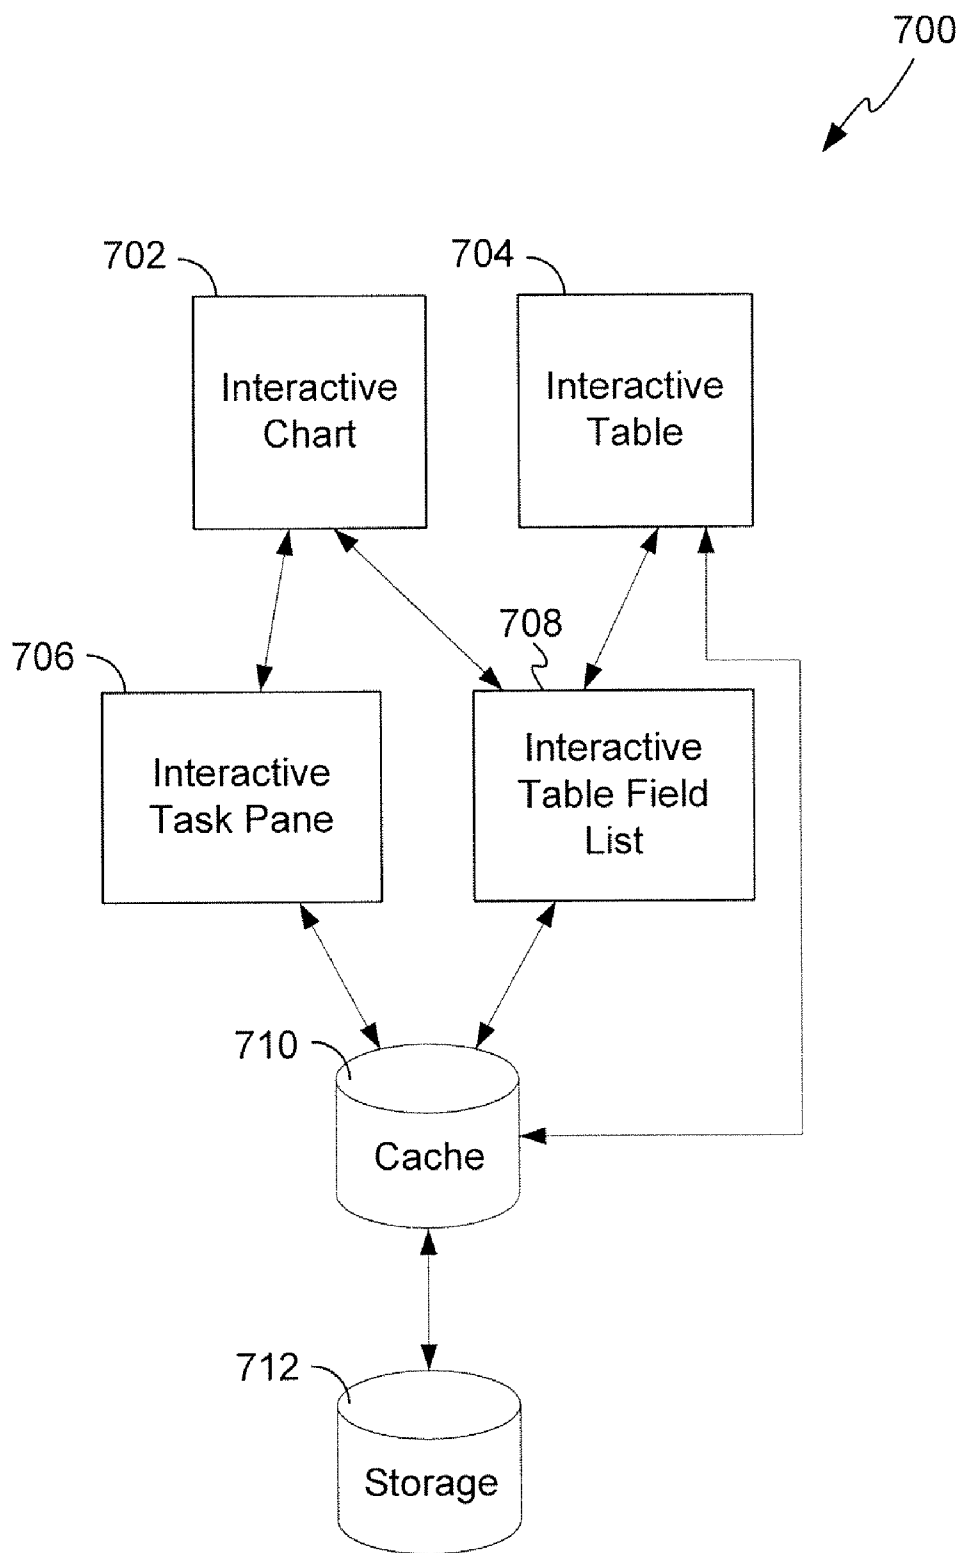 700
702
704
Interactive
Chart
Interactive
Table
706
708
Interactive
Task Pane
Interactive
Table Field
List
710
Cache
712
Storage